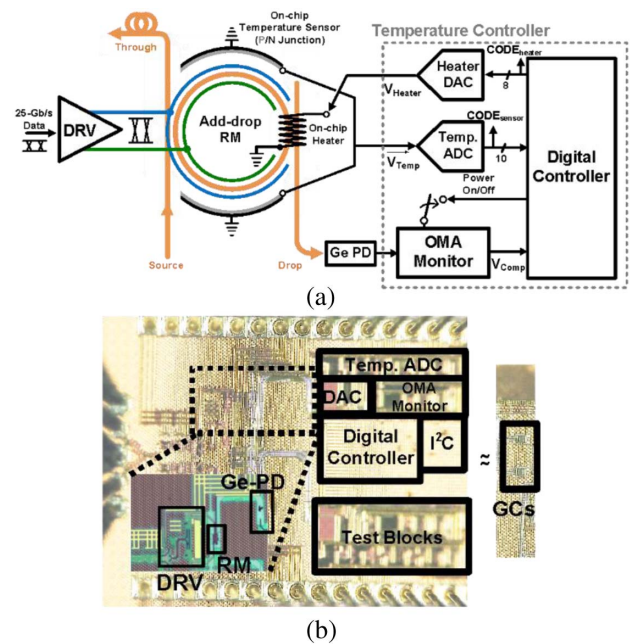 On-chip
Temperature Sensor
(P/N Junction)
Through
Temperature Controller
CODEheater
Heater
DAC
VHeater
8
25-Gb/s
Data
DRV
Add-drop
RM
On-chip
Heater
CODEsensor
Temp.
ADC
VTemp
10
Digital
Controller
Power
On/Off
Source
Drop
Ge PD
OMA
Monitor
VComp
(a)
Temp. ADC
DAC
OMA
Monitor
Digital
Controller
I²C
≈
GCs
Ge-PD
Test Blocks
DRV
RM
(b)